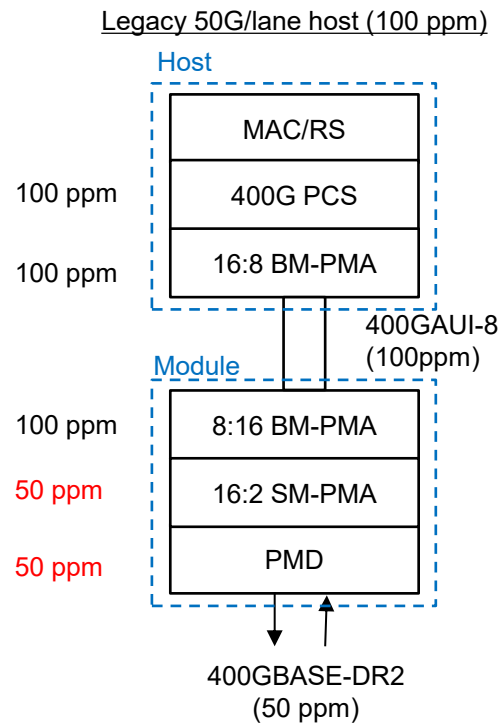 Legacy 50G/lane host (100 ppm)
Host
MAC/RS
100 ppm
400G PCS
100 ppm
16:8 BM-PMA
400GAUI-8
(100ppm)
Module
100 ppm
8:16 BM-PMA
50 ppm
16:2 SM-PMA
50 ppm
PMD
400GBASE-DR2
(50 ppm)